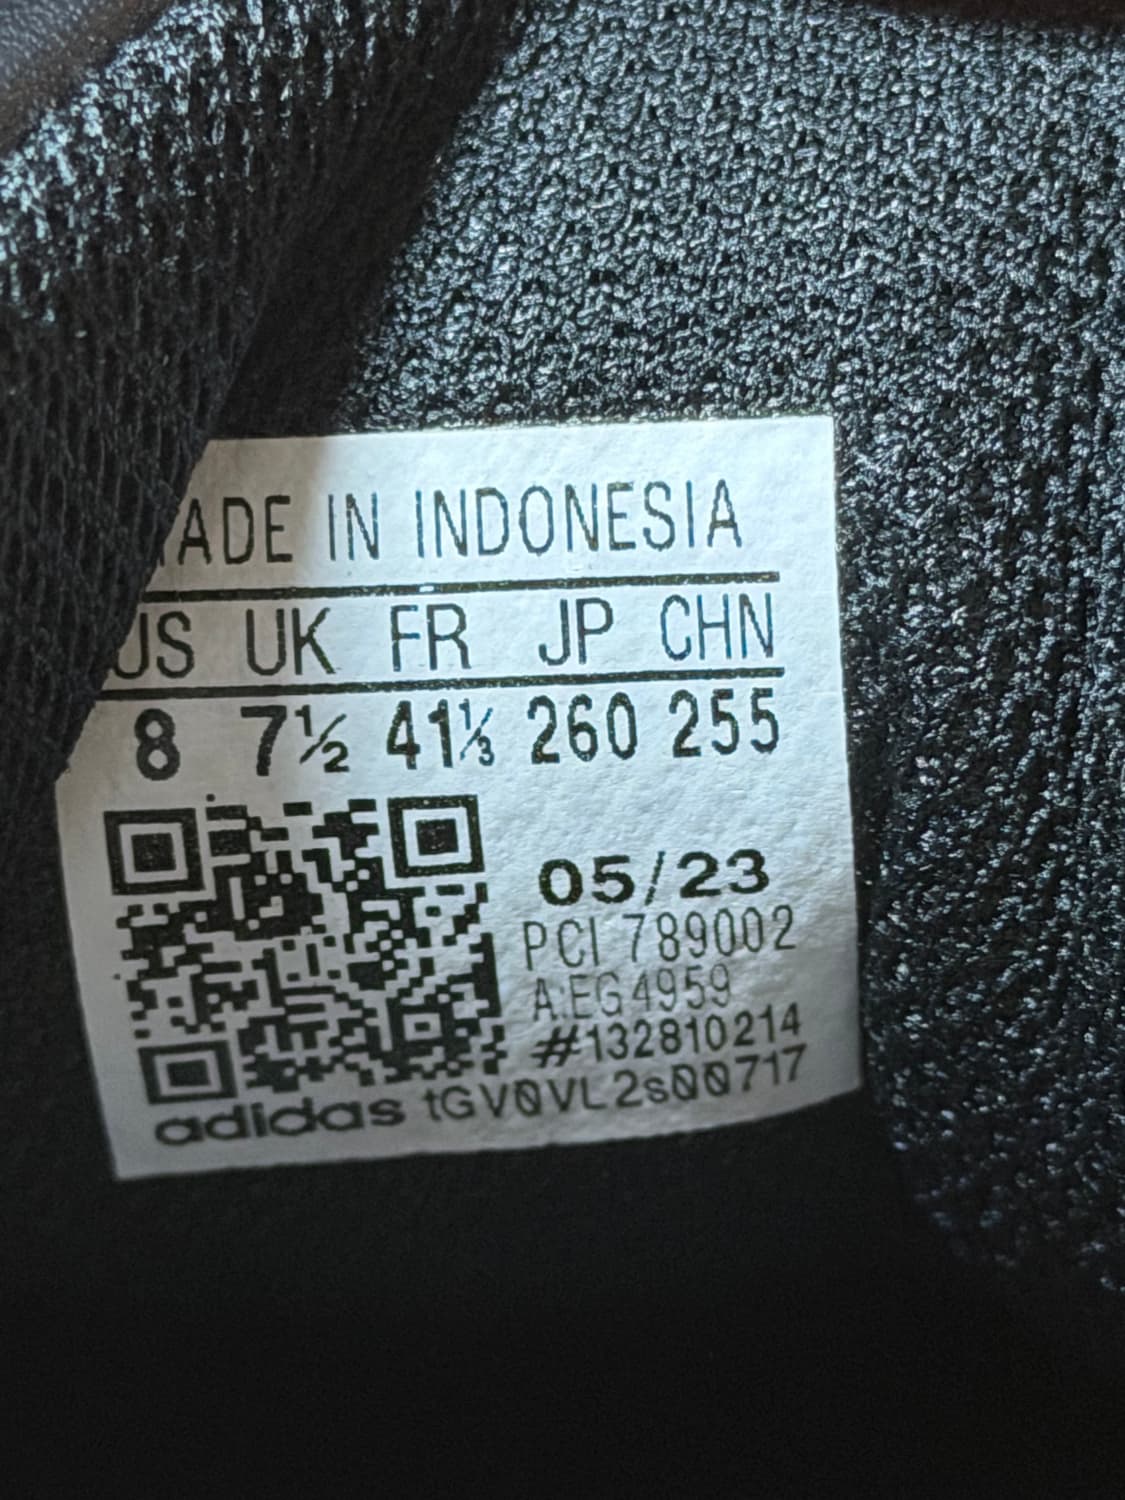 MADE IN INDONESIA
US UK FR JP CHN
8 7½ 41⅓ 260 255
05/23
PCI 789002
A.EG4959
#132810214
adidas tGV0VL2s00717